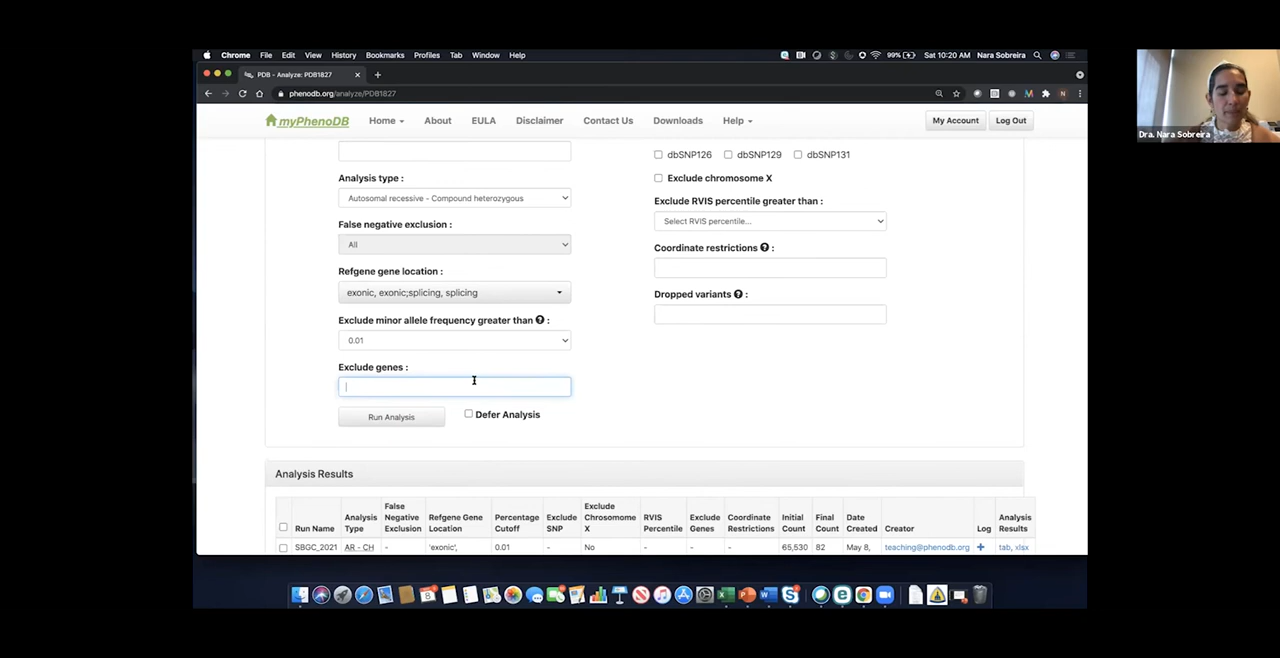 Chrome File Edit View History Bookmarks Profiles Tab Window Help 99% Sat 10:20 AM Nara Sobreira
PDB - Analyze: PDB1827
phenodb.org/analyze/PDB1827
myPhenoDB Home About EULA Disclaimer Contact Us Downloads Help My Account Log Out
Dra. Nara Sobreira
dbSNP126 dbSNP129 dbSNP131
Analysis type :
Exclude chromosome X
Autosomal recessive - Compound heterozygous
Exclude RVIS percentile greater than :
False negative exclusion :
Select RVIS percentile...
All
Coordinate restrictions ? :
Refgene gene location :
exonic, exonic;splicing, splicing
Dropped variants ? :
Exclude minor allele frequency greater than ? :
0.01
Exclude genes :
Run Analysis Defer Analysis
Analysis Results
Run Name Analysis Type False Negative Exclusion Refgene Gene Location Percentage Cutoff Exclude SNP Exclude Chromosome X RVIS Percentile Exclude Genes Coordinate Restrictions Initial Count Final Count Date Created Creator Log Analysis Results
SBGC_2021 AR - CH - 'exonic', 0.01 - No - - - 65,530 82 May 8, teaching@phenodb.org + tab, xlsx